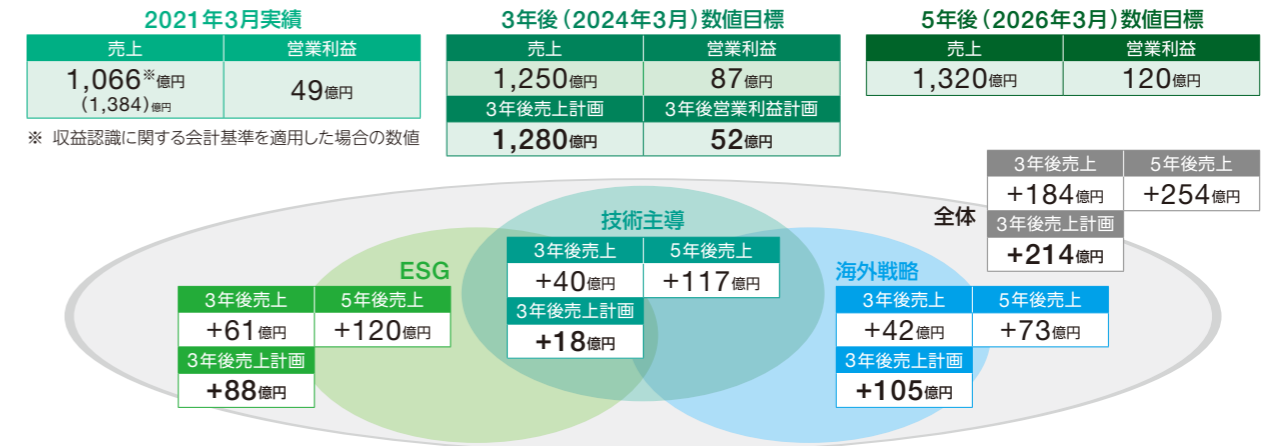 2021年3月実績
売上 営業利益
1,066※億円 49億円
(1,384)億円
※ 収益認識に関する会計基準を適用した場合の数値
3年後(2024年3月)数値目標
売上 営業利益
1,250億円 87億円
3年後売上計画 3年後営業利益計画
1,280億円 52億円
5年後(2026年3月)数値目標
売上 営業利益
1,320億円 120億円
全体
3年後売上 5年後売上
+184億円 +254億円
3年後売上計画
+214億円
技術主導
3年後売上 5年後売上
+40億円 +117億円
3年後売上計画
+18億円
ESG
3年後売上 5年後売上
+61億円 +120億円
3年後売上計画
+88億円
海外戦略
3年後売上 5年後売上
+42億円 +73億円
3年後売上計画
+105億円